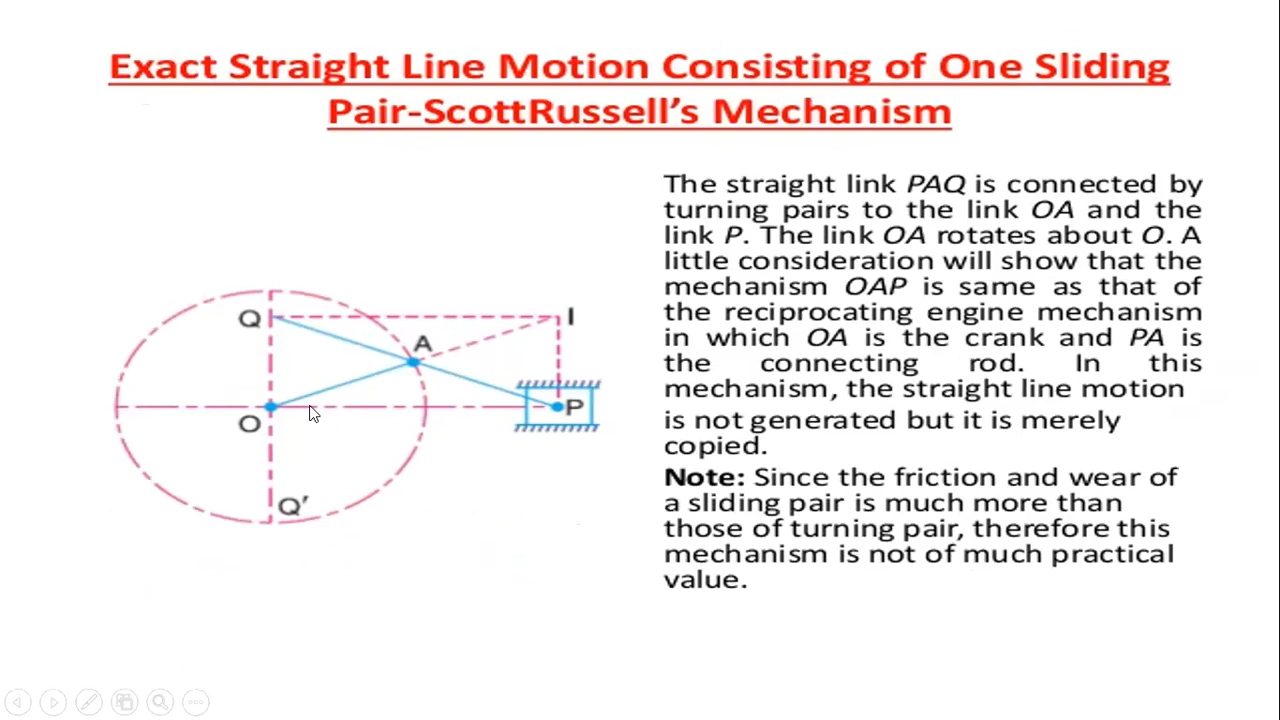 Exact Straight Line Motion Consisting of One Sliding
Pair-ScottRussell’s Mechanism
The straight link PAQ is connected by
turning pairs to the link OA and the
link P. The link OA rotates about O. A
little consideration will show that the
mechanism OAP is same as that of
the reciprocating engine mechanism
in which OA is the crank and PA is
the connecting rod. In this
mechanism, the straight line motion
is not generated but it is merely
copied.
Note: Since the friction and wear of
a sliding pair is much more than
those of turning pair, therefore this
mechanism is not of much practical
value.
Q
I
A
P
O
Q′